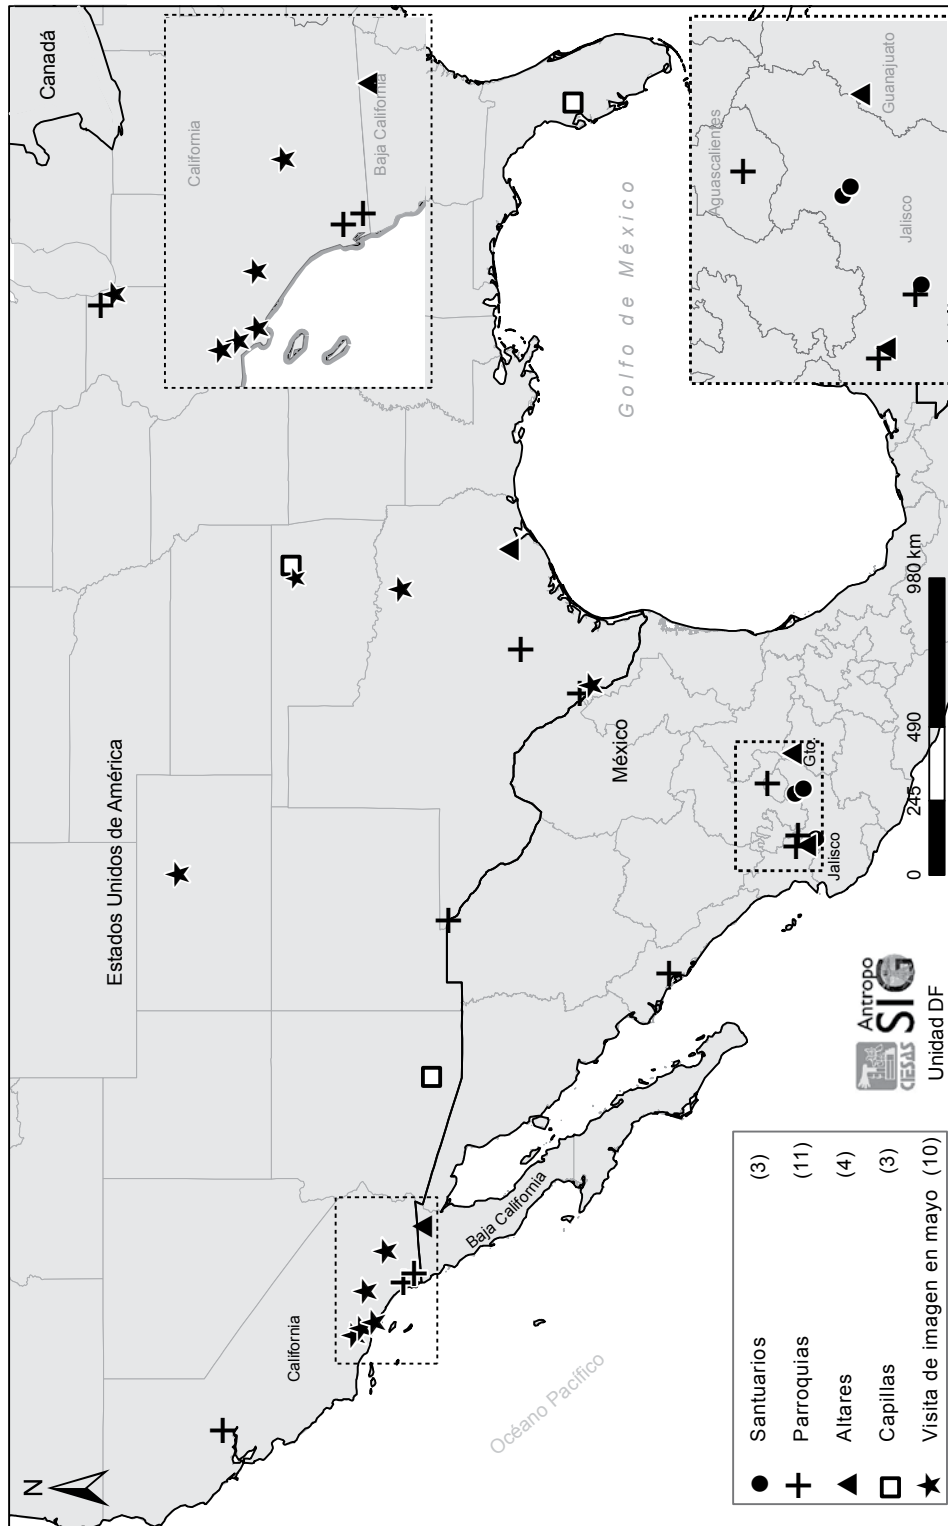 N
Canadá
Estados Unidos de América
California
California
Baja California
Golfo de México
Aguascalientes
Guanajuato
Jalisco
México
Gto.
Jalisco
Baja California
Océano Pacífico
Santuarios (3)
Parroquias (11)
Altares (4)
Capillas (3)
Visita de imagen en mayo (10)
CIESAS
Antropo
SIG
Unidad DF
0 245 490 980 km